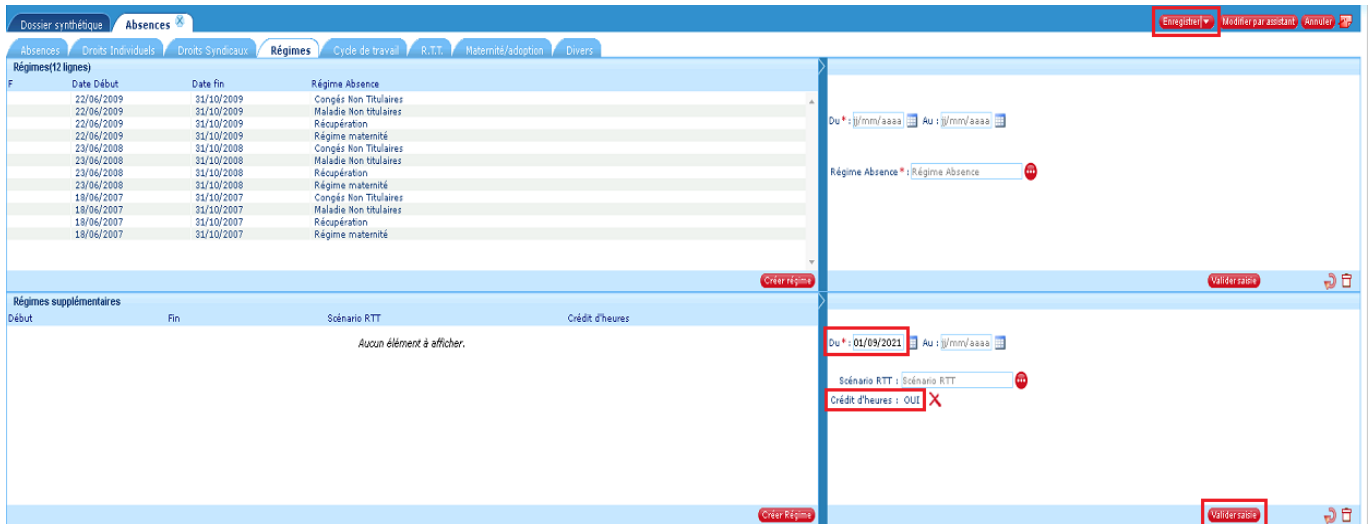 Dossier synthétique Absences Enregistrer Modifier par assistant Annuler
Absences Droits Individuels Droits Syndicaux Régimes Cycle de travail R.T.T. Maternité/adoption Divers
Régimes(12 lignes)
F Date Début Date fin Régime Absence
22/06/2009 31/10/2009 Congés Non Titulaires
22/06/2009 31/10/2009 Maladie Non titulaires
22/06/2009 31/10/2009 Récupération
22/06/2009 31/10/2009 Régime maternité
23/06/2008 31/10/2008 Congés Non Titulaires
23/06/2008 31/10/2008 Maladie Non titulaires
23/06/2008 31/10/2008 Récupération
23/06/2008 31/10/2008 Régime maternité
18/06/2007 31/10/2007 Congés Non Titulaires
18/06/2007 31/10/2007 Maladie Non titulaires
18/06/2007 31/10/2007 Récupération
18/06/2007 31/10/2007 Régime maternité
Créer régime
Du * : jj/mm/aaaa Au : jj/mm/aaaa
Régime Absence * : Régime Absence
Valider saisie
Régimes supplémentaires
Début Fin Scénario RTT Crédit d'heures
Aucun élément à afficher.
Créer Régime
Du * : 01/09/2021 Au : jj/mm/aaaa
Scénario RTT : Scénario RTT
Crédit d'heures : OUI
Valider saisie